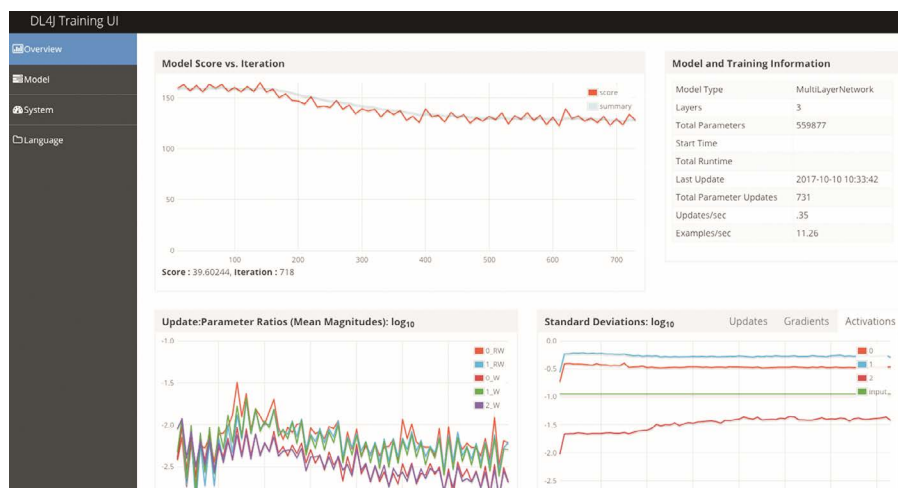 DL4J Training UI
Overview
Model
System
Language
Model Score vs. Iteration
150
100
50
0
score
summary
100 200 300 400 500 600 700
Score : 39.60244, Iteration : 718
Model and Training Information
Model Type MultiLayerNetwork
Layers 3
Total Parameters 559877
Start Time
Total Runtime
Last Update 2017-10-10 10:33:42
Total Parameter Updates 731
Updates/sec .35
Examples/sec 11.26
Update:Parameter Ratios (Mean Magnitudes): log10
-1.0
-1.5
-2.0
-2.5
0_RW
1_RW
0_W
1_W
2_W
Standard Deviations: log10 Updates Gradients Activations
0.0
-0.5
-1.0
-1.5
-2.0
-2.5
0
1
2
input